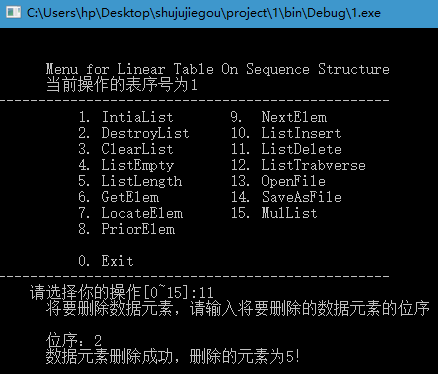 C:\Users\hp\Desktop\shujujiegou\project\1\bin\Debug\1.exe
Menu for Linear Table On Sequence Structure
当前操作的表序号为1
-------------------------------------------------
1. IntiaList 9. NextElem
2. DestroyList 10. ListInsert
3. ClearList 11. ListDelete
4. ListEmpty 12. ListTrabverse
5. ListLength 13. OpenFile
6. GetElem 14. SaveAsFile
7. LocateElem 15. MulList
8. PriorElem
0. Exit
-------------------------------------------------
请选择你的操作[0~15]:11
将要删除数据元素，请输入将要删除的数据元素的位序
位序：2
数据元素删除成功，删除的元素为5!